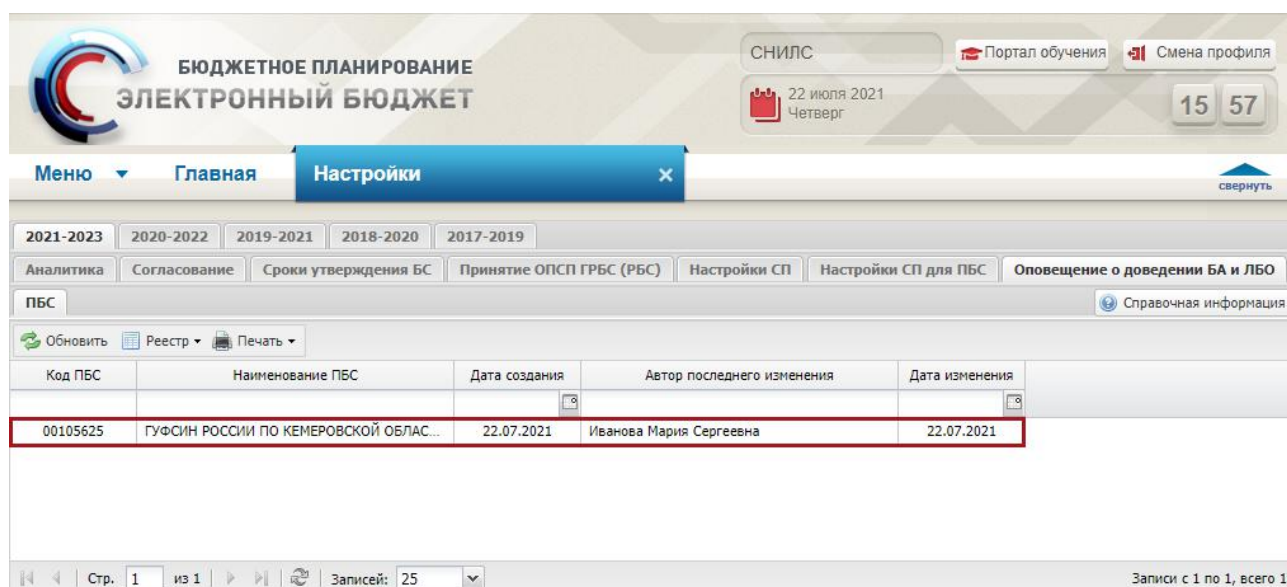 СНИЛС
Портал обучения
Смена профиля
БЮДЖЕТНОЕ ПЛАНИРОВАНИЕ
ЭЛЕКТРОННЫЙ БЮДЖЕТ
22 июля 2021
Четверг
15 57
Меню Главная Настройки
свернуть
2021-2023 2020-2022 2019-2021 2018-2020 2017-2019
Аналитика Согласование Сроки утверждения БС Принятие ОПСП ГРБС (РБС) Настройки СП Настройки СП для ПБС Оповещение о доведении БА и ЛБО
ПБС Справочная информация
Обновить Реестр Печать
Код ПБС Наименование ПБС Дата создания Автор последнего изменения Дата изменения
00105625 ГУФСИН РОССИИ ПО КЕМЕРОВСКОЙ ОБЛАС... 22.07.2021 Иванова Мария Сергеевна 22.07.2021
Стр. 1 из 1 Записей: 25 Записи с 1 по 1, всего 1